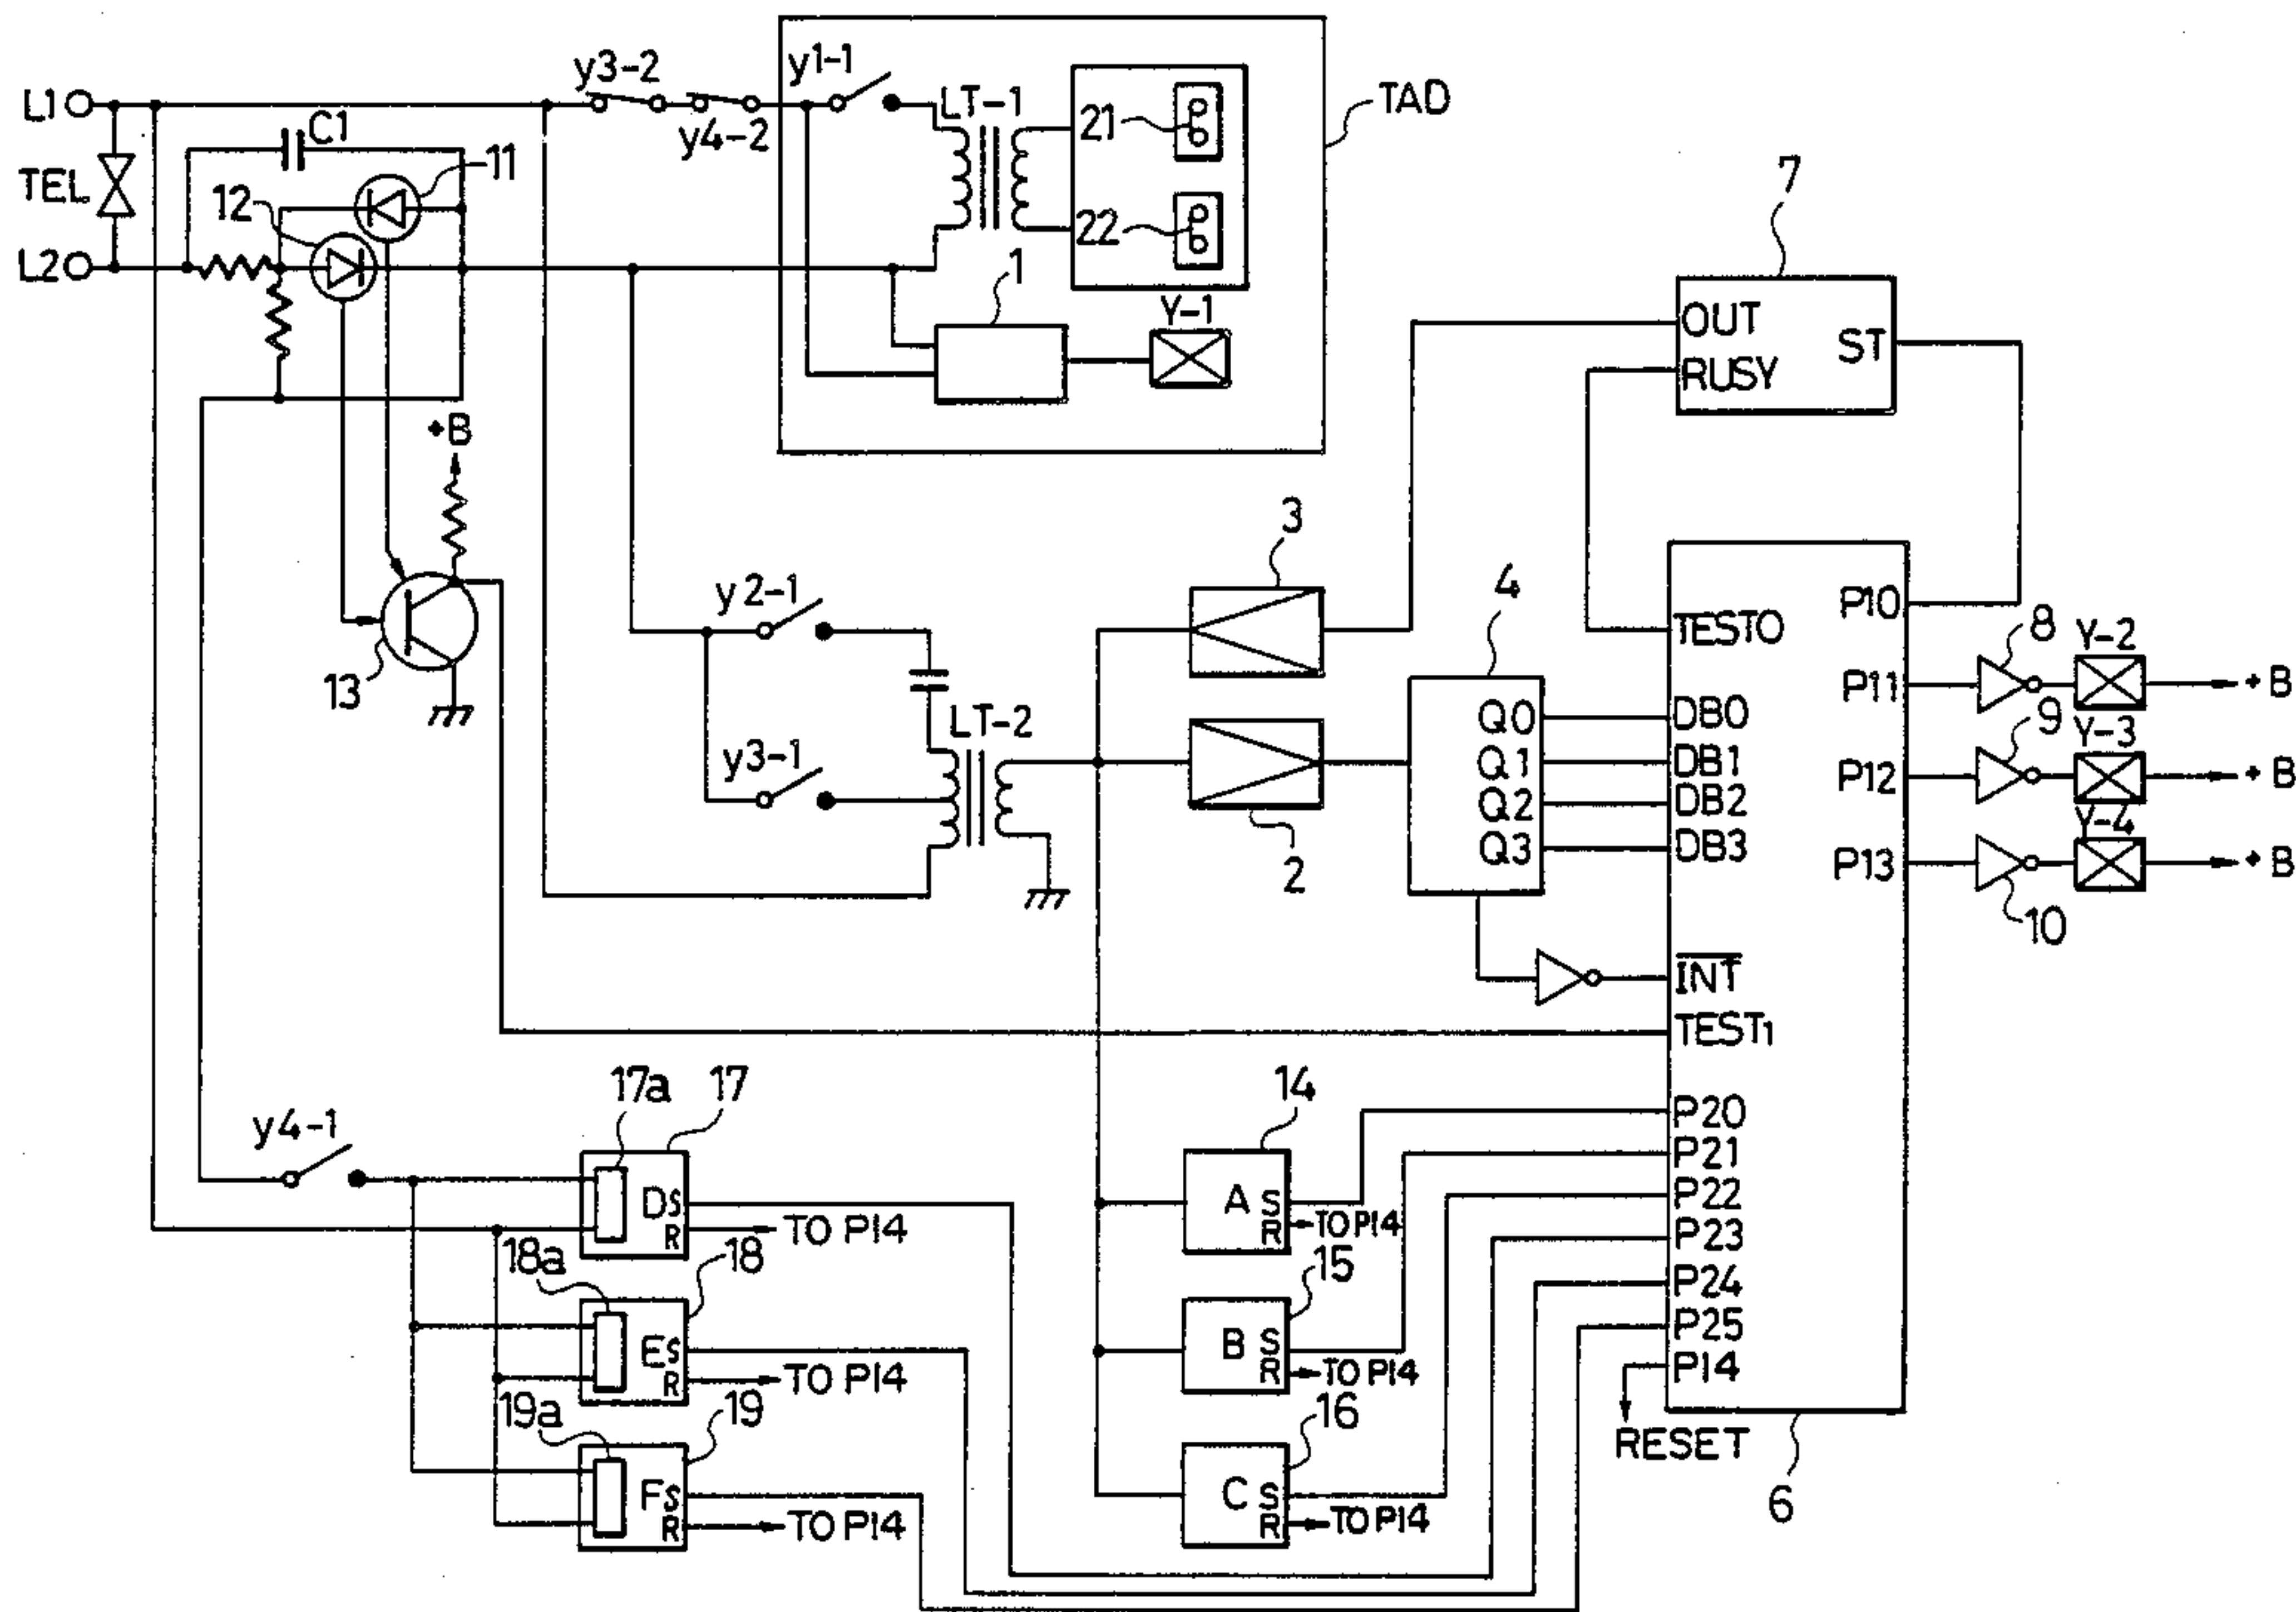 y3-2
y1-1
L1
C1
y4-2
LT-1
21
TAD
TEL
11
12
22
7
L2
1
Y-1
OUT
ST
RUSY
+B
3
y2-1
4
TEST0
P10
8
Y-2
13
P11
+B
LT-2
Q0
DB0
9
Y-3
y3-1
Q1
DB1
P12
+B
Q2
DB2
Y-4
Q3
DB3
P13
+B
2
10
INT
TEST1
17a
17
14
y4-1
P20
P21
D S
A S
P22
R
TO P14
R
TO P14
P23
18a
18
15
P24
P25
E S
B S
R
TO P14
R
TO P14
P14
19a
19
16
RESET
F S
C S
6
R
TO P14
R
TO P14